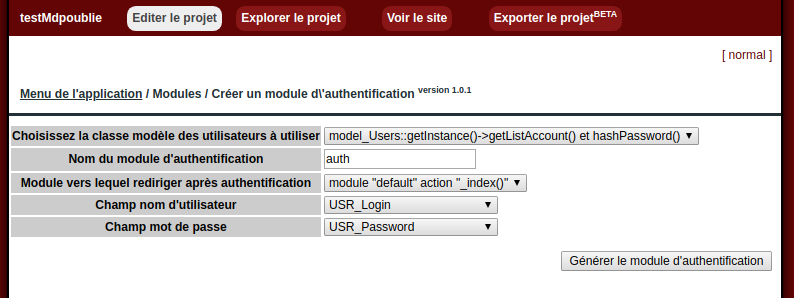 testMdpoublie Editer le projet Explorer le projet Voir le site Exporter le projetBETA
[ normal ]
Menu de l'application / Modules / Créer un module d\'authentification version 1.0.1
Choisissez la classe modèle des utilisateurs à utiliser model_Users::getInstance()->getListAccount() et hashPassword()
Nom du module d'authentification auth
Module vers lequel rediriger après authentification module "default" action "_index()"
Champ nom d'utilisateur USR_Login
Champ mot de passe USR_Password
Générer le module d'authentification